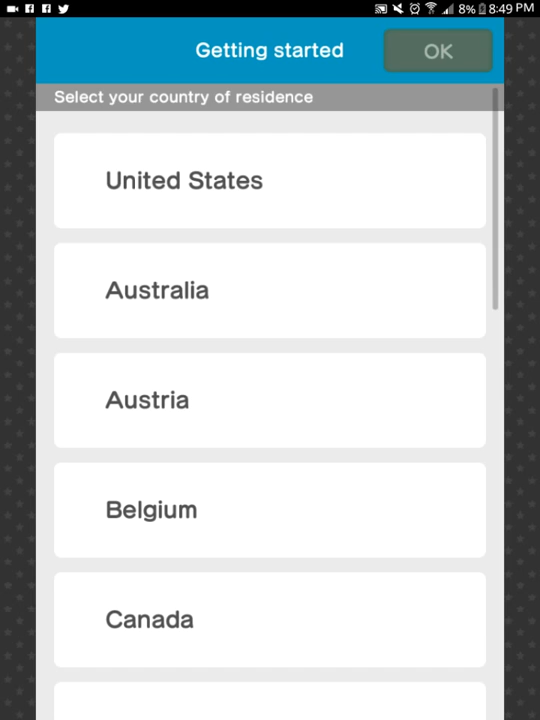 8% 8:49 PM
Getting started
OK
Select your country of residence
United States
Australia
Austria
Belgium
Canada